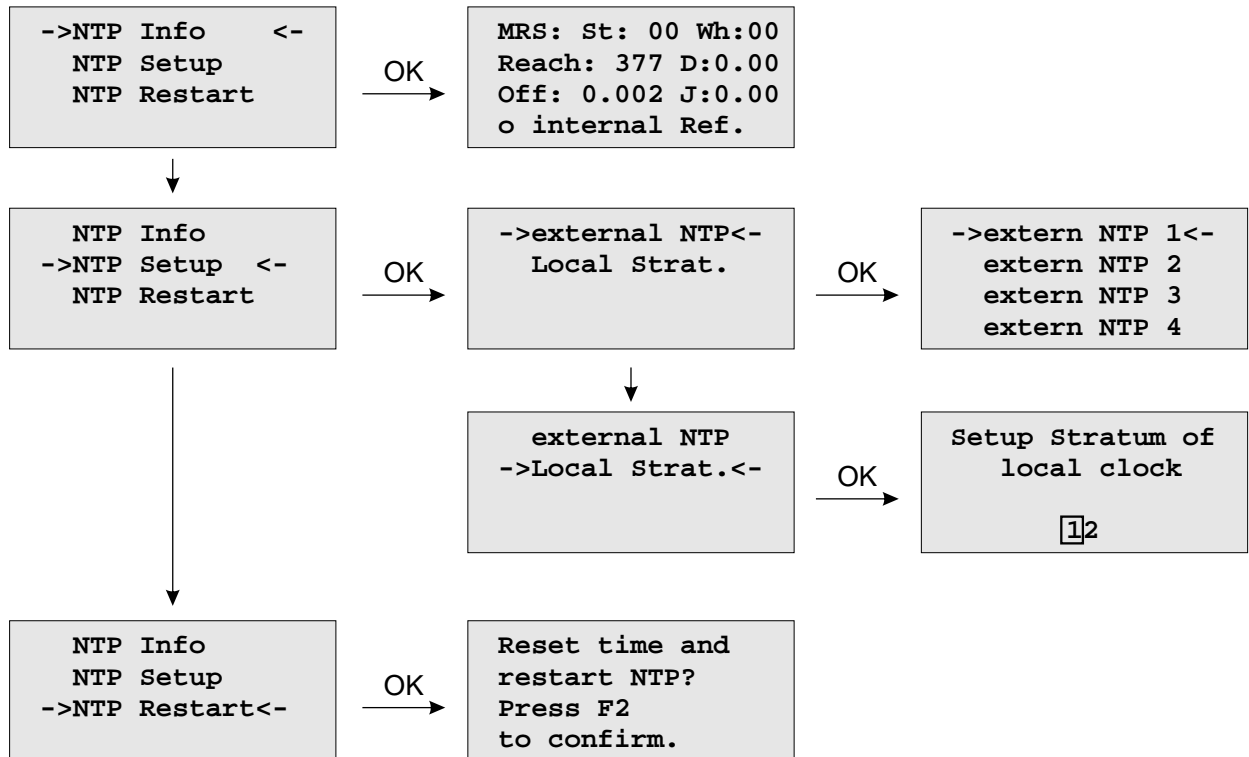 ->NTP Info <-
NTP Setup
NTP Restart
OK
MRS: St: 00 Wh:00
Reach: 377 D:0.00
Off: 0.002 J:0.00
o internal Ref.
NTP Info
->NTP Setup <-
NTP Restart
OK
->external NTP<-
Local Strat.
OK
->extern NTP 1<-
extern NTP 2
extern NTP 3
extern NTP 4
external NTP
->Local Strat.<-
OK
Setup Stratum of
local clock
12
NTP Info
NTP Setup
->NTP Restart<-
OK
Reset time and
restart NTP?
Press F2
to confirm.